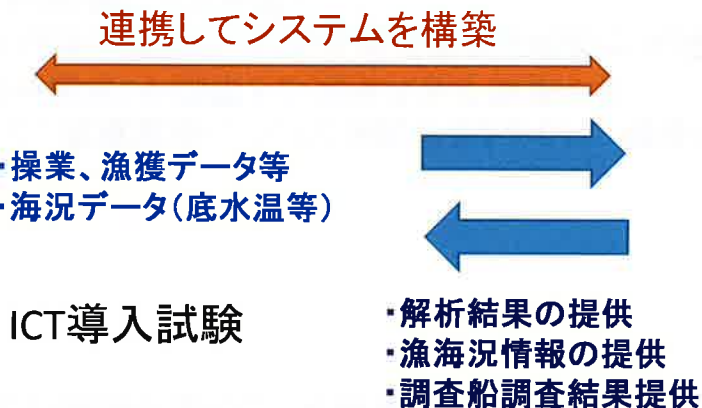 連携してシステムを構築
・操業、漁獲データ等
・海況データ(底水温等)
ICT導入試験
・解析結果の提供
・漁海況情報の提供
・調査船調査結果提供